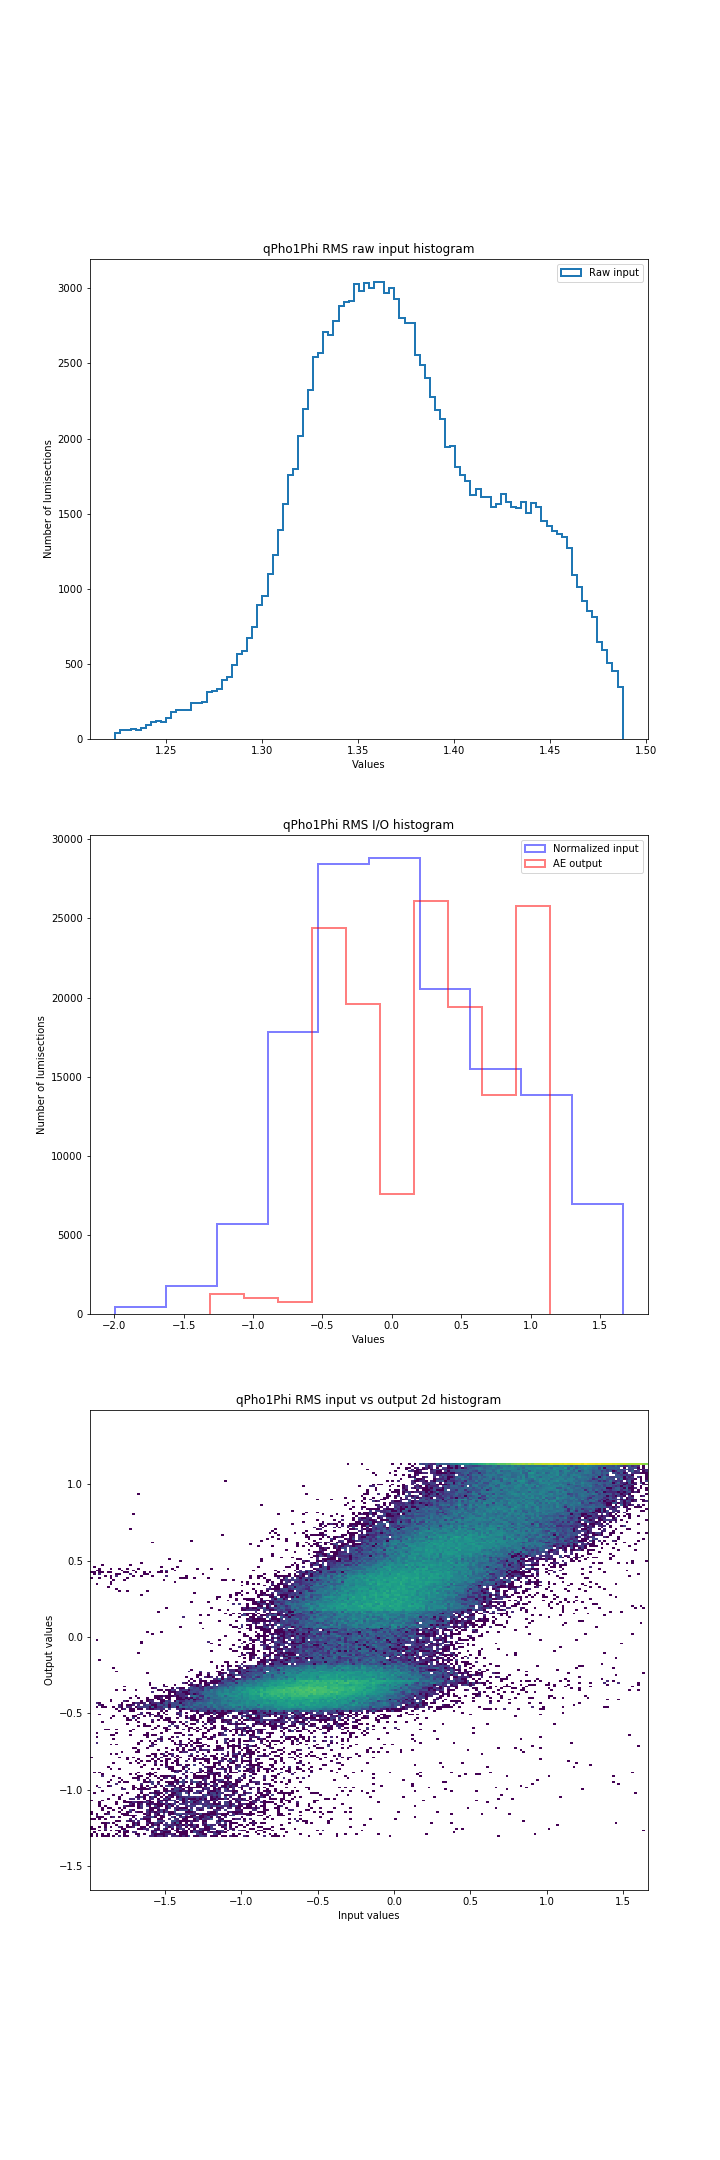 qPho1Phi RMS raw input histogram
Raw input
3000
2500
2000
1500
1000
500
0
Number of lumisections
1.25 1.30 1.35 1.40 1.45 1.50
Values
qPho1Phi RMS I/O histogram
Normalized input
AE output
30000
25000
20000
15000
10000
5000
0
Number of lumisections
−2.0 −1.5 −1.0 −0.5 0.0 0.5 1.0 1.5
Values
qPho1Phi RMS input vs output 2d histogram
1.0
0.5
0.0
−0.5
−1.0
−1.5
Output values
−1.5 −1.0 −0.5 0.0 0.5 1.0 1.5
Input values